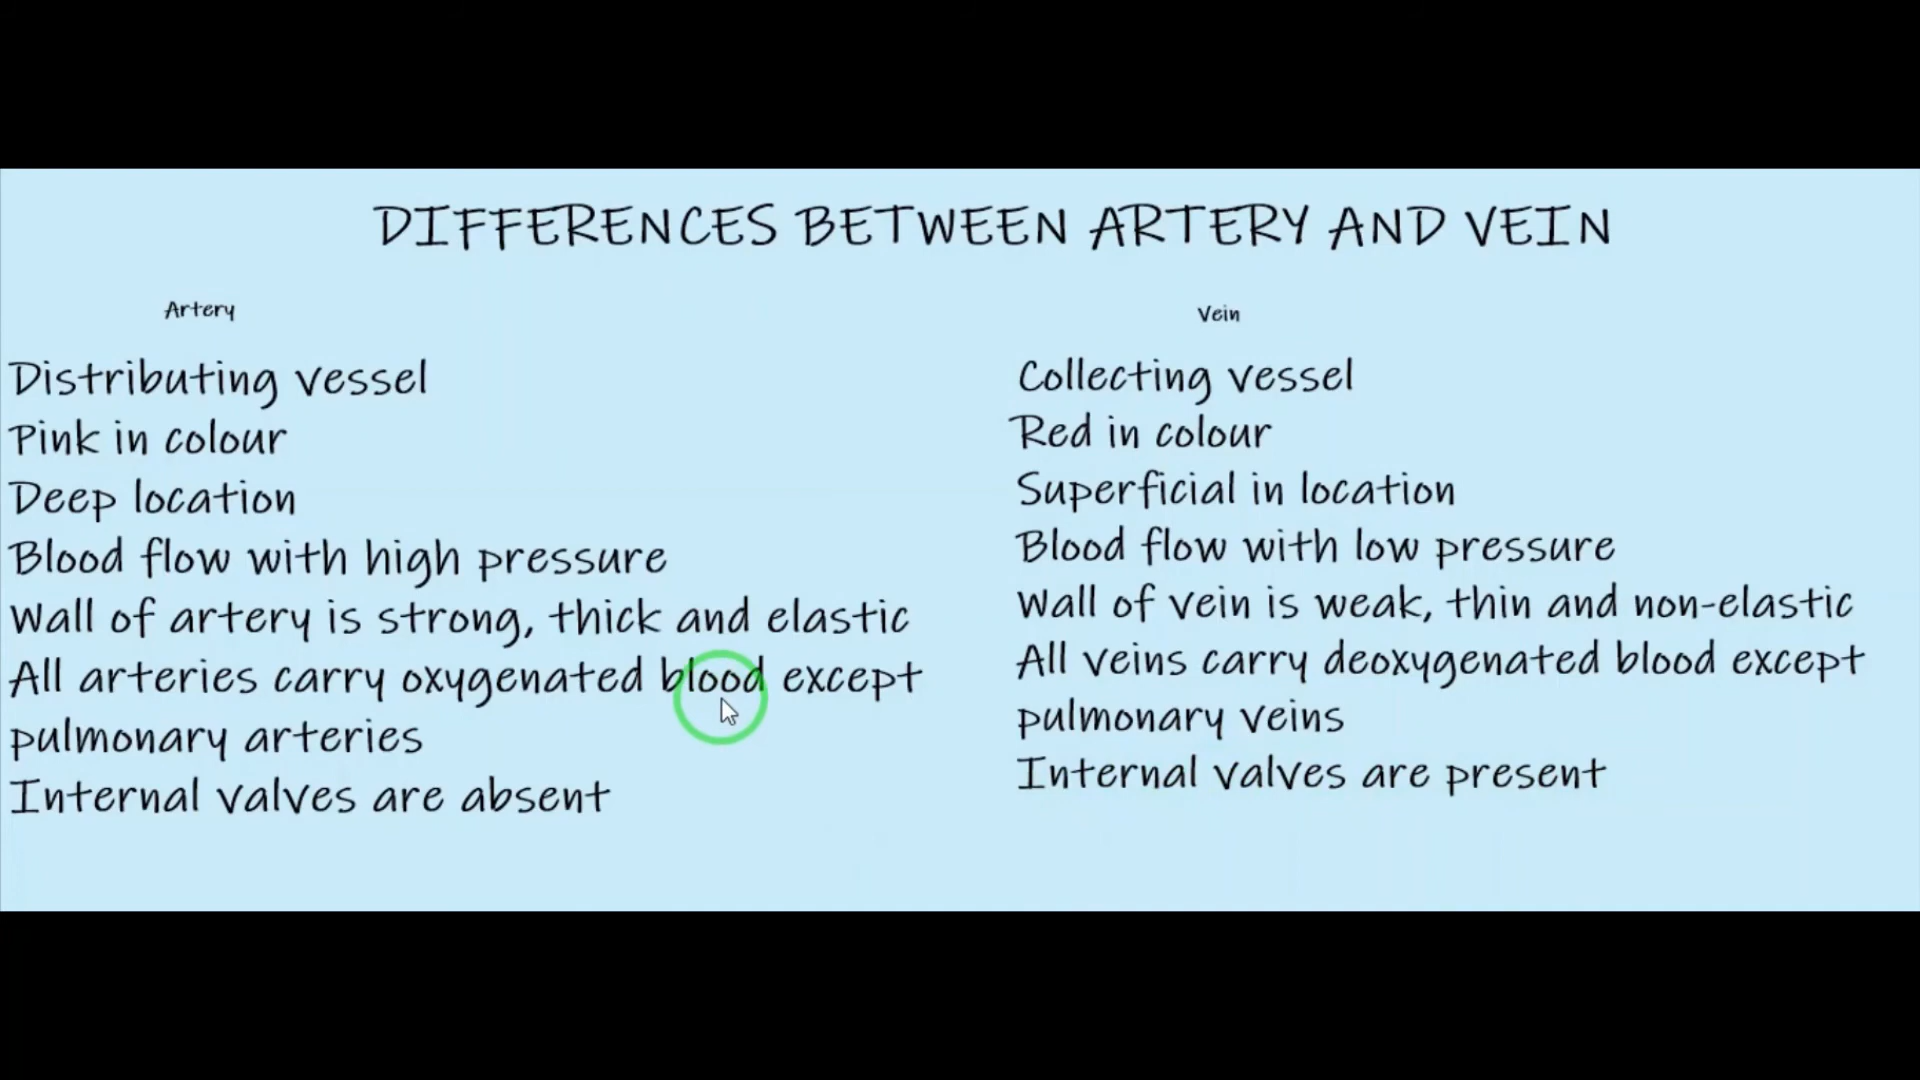 DIFFERENCES BETWEEN ARTERY AND VEIN
Artery
Distributing vessel
Pink in colour
Deep location
Blood flow with high pressure
Wall of artery is strong, thick and elastic
All arteries carry oxygenated blood except
pulmonary arteries
Internal valves are absent
Vein
Collecting vessel
Red in colour
Superficial in location
Blood flow with low pressure
Wall of vein is weak, thin and non-elastic
All veins carry deoxygenated blood except
pulmonary veins
Internal valves are present